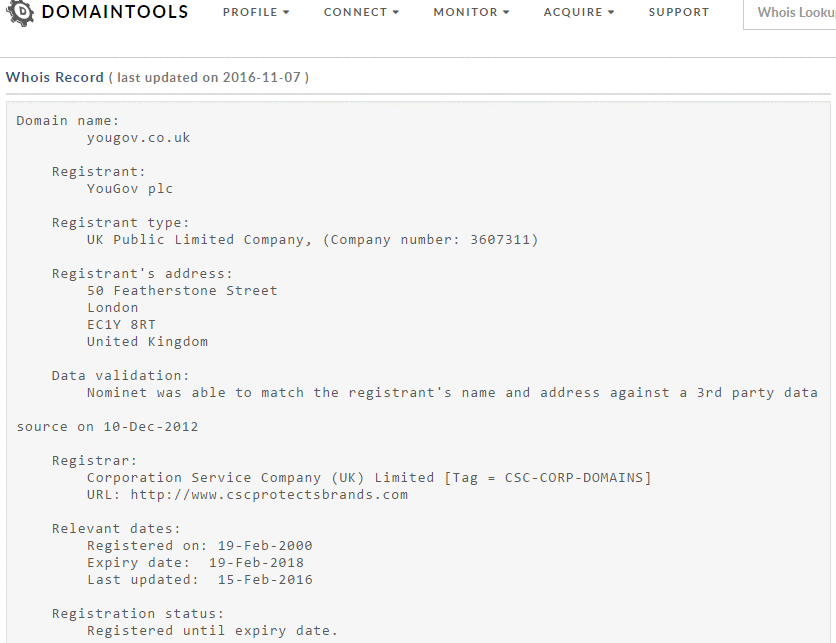 DOMAINTOOLS PROFILE CONNECT MONITOR ACQUIRE SUPPORT Whois Looku
Whois Record ( last updated on 2016-11-07 )
Domain name:
yougov.co.uk
Registrant:
YouGov plc
Registrant type:
UK Public Limited Company, (Company number: 3607311)
Registrant's address:
50 Featherstone Street
London
EC1Y 8RT
United Kingdom
Data validation:
Nominet was able to match the registrant's name and address against a 3rd party data
source on 10-Dec-2012
Registrar:
Corporation Service Company (UK) Limited [Tag = CSC-CORP-DOMAINS]
URL: http://www.cscprotectsbrands.com
Relevant dates:
Registered on: 19-Feb-2000
Expiry date:  19-Feb-2018
Last updated:  15-Feb-2016
Registration status:
Registered until expiry date.